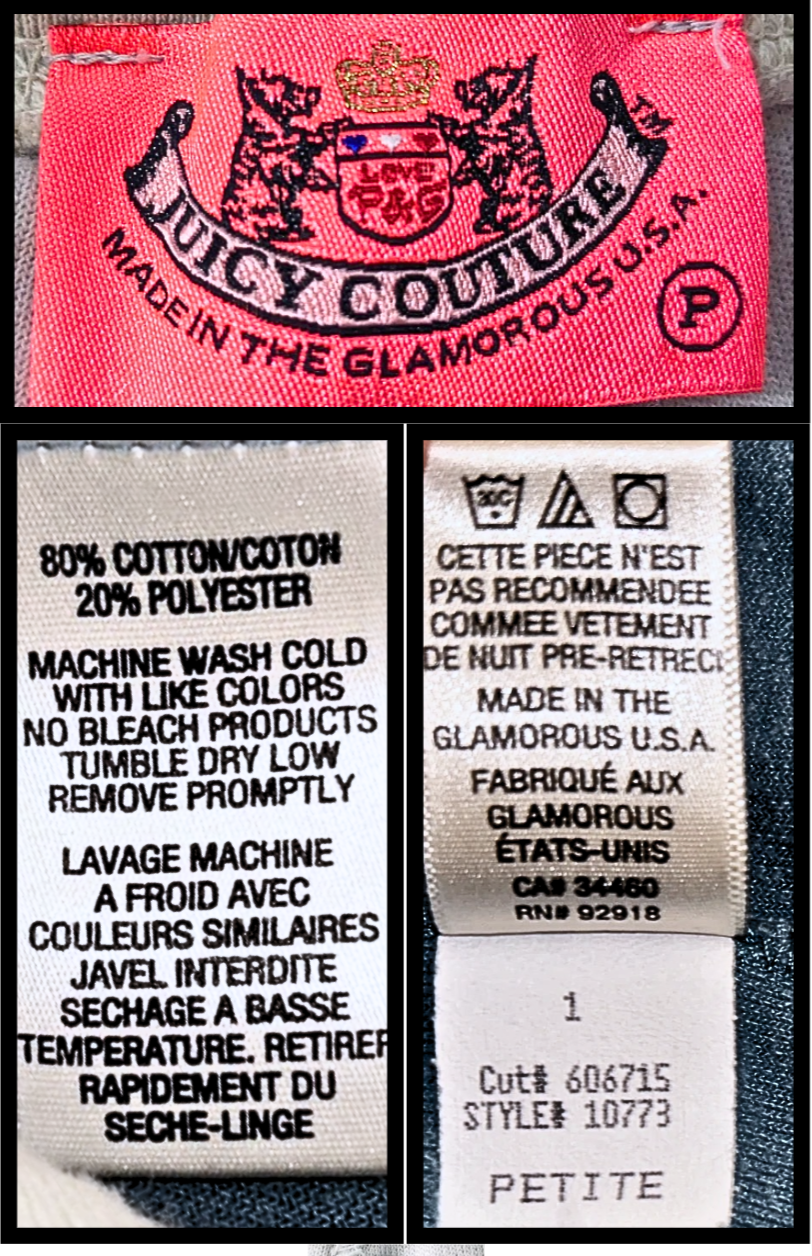 LOVE
P&G
JUICY COUTURE
TM
MADE IN THE GLAMOROUS U.S.A.
P
80% COTTON/COTON
20% POLYESTER
MACHINE WASH COLD
WITH LIKE COLORS
NO BLEACH PRODUCTS
TUMBLE DRY LOW
REMOVE PROMPTLY
LAVAGE MACHINE
A FROID AVEC
COULEURS SIMILAIRES
JAVEL INTERDITE
SECHAGE A BASSE
TEMPERATURE. RETIRER
RAPIDEMENT DU
SECHE-LINGE
30C
CETTE PIECE N'EST
PAS RECOMMENDEE
COMMEE VETEMENT
DE NUIT PRE-RETRECI
MADE IN THE
GLAMOROUS U.S.A.
FABRIQUÉ AUX
GLAMOROUS
ÉTATS-UNIS
CA# 34460
RN# 92918
1
Cut# 606715
STYLE# 10773
PETITE